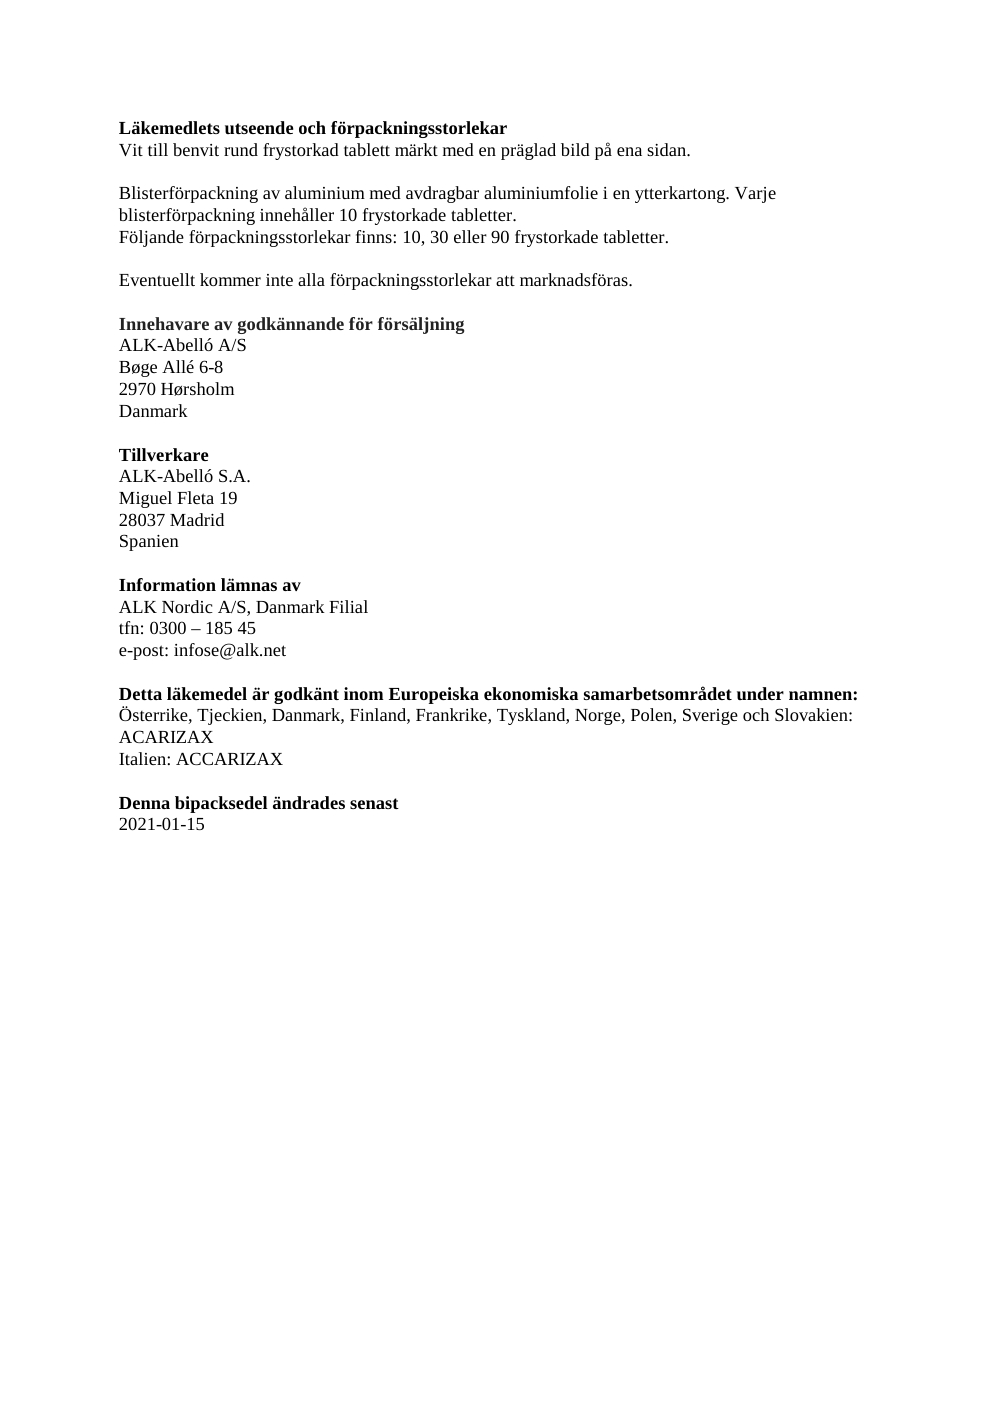 Läkemedlets utseende och förpackningsstorlekar
Vit till benvit rund frystorkad tablett märkt med en präglad bild på ena sidan.
Blisterförpackning av aluminium med avdragbar aluminiumfolie i en ytterkartong. Varje
blisterförpackning innehåller 10 frystorkade tabletter.
Följande förpackningsstorlekar finns: 10, 30 eller 90 frystorkade tabletter.
Eventuellt kommer inte alla förpackningsstorlekar att marknadsföras.
Innehavare av godkännande för försäljning
ALK-Abelló A/S
Bøge Allé 6-8
2970 Hørsholm
Danmark
Tillverkare
ALK-Abelló S.A.
Miguel Fleta 19
28037 Madrid
Spanien
Information lämnas av
ALK Nordic A/S, Danmark Filial
tfn: 0300 – 185 45
e-post: infose@alk.net
Detta läkemedel är godkänt inom Europeiska ekonomiska samarbetsområdet under namnen:
Österrike, Tjeckien, Danmark, Finland, Frankrike, Tyskland, Norge, Polen, Sverige och Slovakien:
ACARIZAX
Italien: ACCARIZAX
Denna bipacksedel ändrades senast
2021-01-15